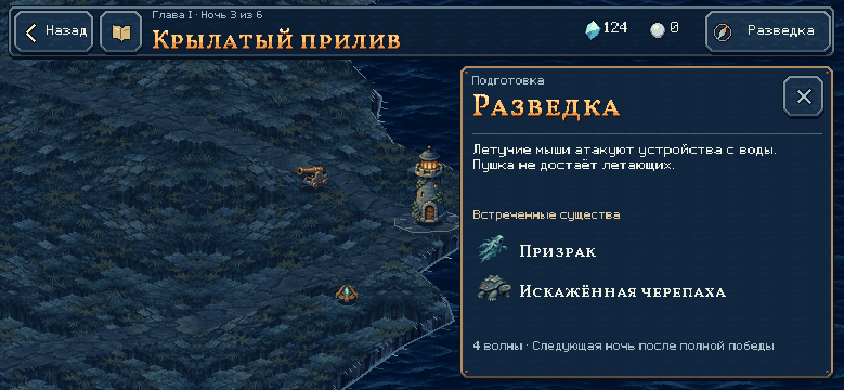 Назад
Глава I · Ночь 3 из 6
Крылатый прилив
124
0
Разведка
Подготовка
Разведка
Летучие мыши атакуют устройства с воды.
Пушка не достаёт летающих.
Встреченные существа
Призрак
Искажённая черепаха
4 волны · Следующая ночь после полной победы